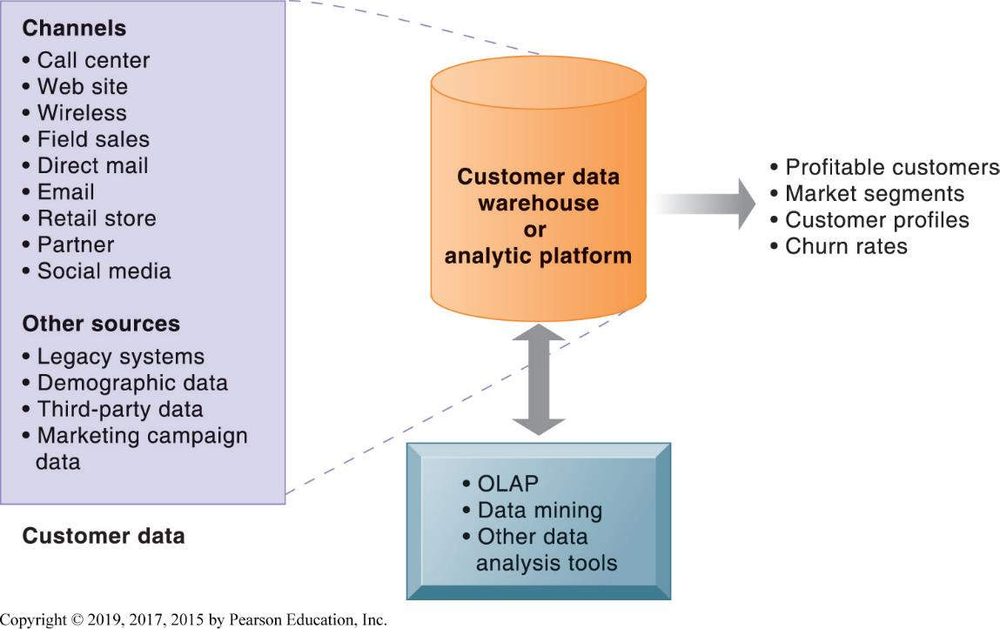 Channels
• Call center
• Web site
• Wireless
• Field sales
• Direct mail
• Email
• Retail store
• Partner
• Social media
Other sources
• Legacy systems
• Demographic data
• Third-party data
• Marketing campaign
data
Customer data
Customer data
warehouse
or
analytic platform
• Profitable customers
• Market segments
• Customer profiles
• Churn rates
• OLAP
• Data mining
• Other data
analysis tools
Copyright © 2019, 2017, 2015 by Pearson Education, Inc.